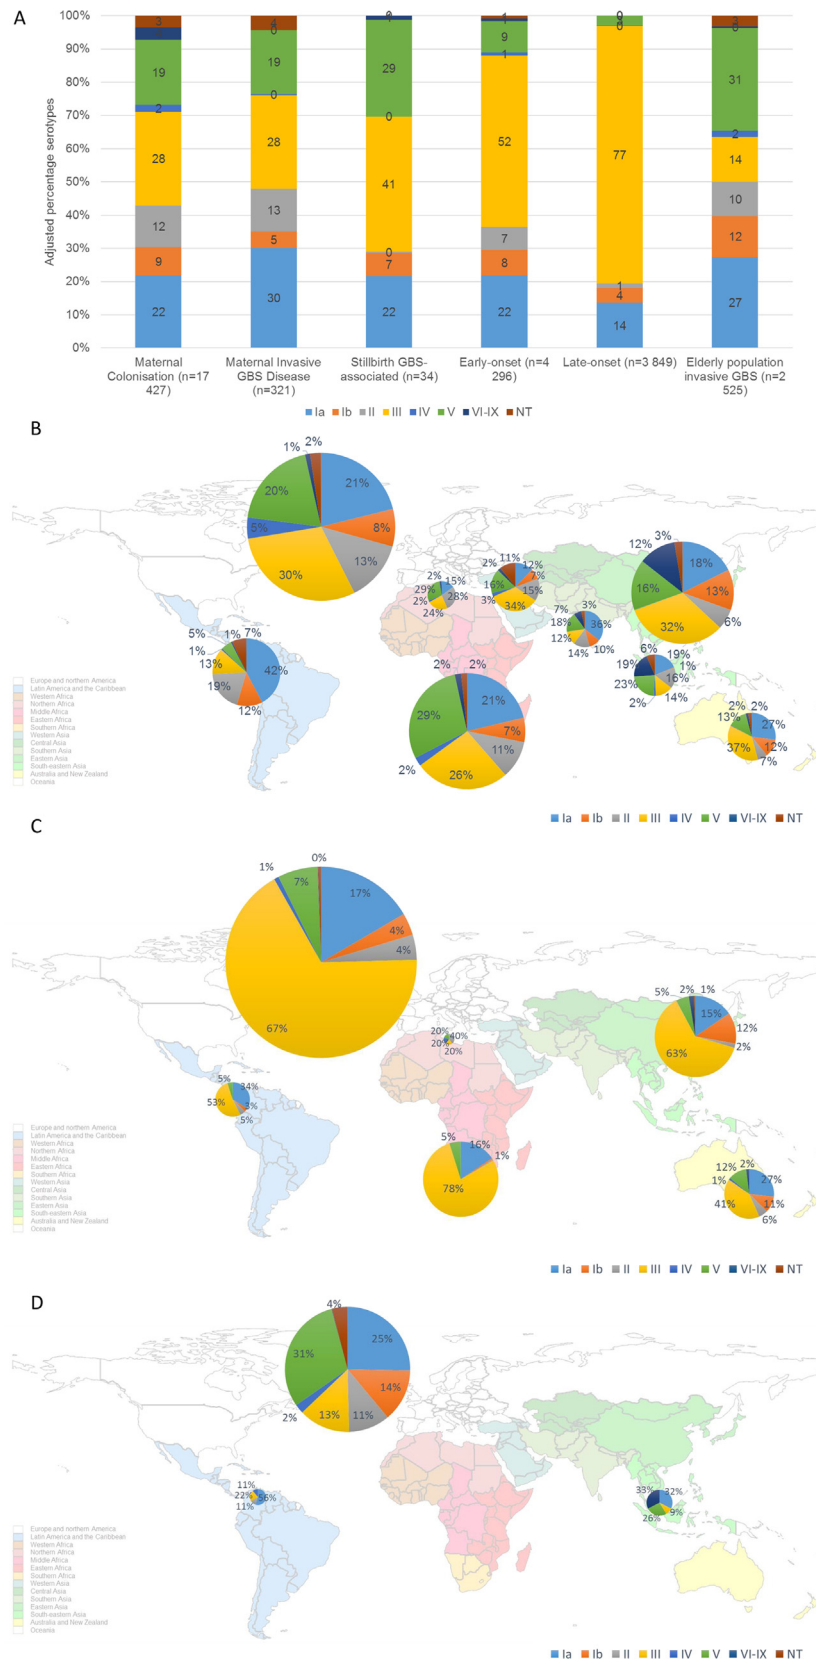 A
Adjusted percentage serotypes
100%
90%
80%
70%
60%
50%
40%
30%
20%
10%
0%
3
19
2
28
12
9
22
4
0
19
0
28
13
5
30
29
0
41
0
7
22
1
9
1
52
7
8
22
0
77
1
4
14
0
31
2
14
10
12
27
Maternal Colonisation (n=17 427)
Maternal Invasive GBS Disease (n=321)
Stillbirth GBS-associated (n=34)
Early-onset (n=4 296)
Late-onset (n=3 849)
Elderly population invasive GBS (n=2 525)
Ia Ib II III IV V VI-IX NT
B
1% 2%
21%
8%
13%
30%
5%
20%
2% 15%
29% 28%
2%
24%
2% 11% 12%
16% 7%
3% 15%
34%
12% 3%
18%
13%
6%
32%
16%
7% 3%
18% 36%
12% 10%
14%
6% 19%
19% 1%
16%
23% 14%
2%
2% 2%
13% 27%
37% 12%
7%
5% 1% 7%
1%
13% 42%
19%
12%
2% 2%
21%
7%
11%
26%
2%
29%
Europe and northern America
Latin America and the Caribbean
Western Africa
Northern Africa
Middle Africa
Eastern Africa
Southern Africa
Western Asia
Central Asia
Southern Asia
Eastern Asia
South-eastern Asia
Australia and New Zealand
Oceania
Ia Ib II III IV V VI-IX NT
C
0%
1% 7% 17%
4%
4%
67%
20% 40%
20% 20%
5% 2% 1%
15%
12%
2%
63%
5% 34%
53% 3%
5%
5% 16%
1%
78%
12% 2% 27%
1%
41% 11%
6%
Europe and northern America
Latin America and the Caribbean
Western Africa
Northern Africa
Middle Africa
Eastern Africa
Southern Africa
Western Asia
Central Asia
Southern Asia
Eastern Asia
South-eastern Asia
Australia and New Zealand
Oceania
Ia Ib II III IV V VI-IX NT
D
4%
25%
14%
11%
13%
2%
31%
11%
22% 56%
11%
33% 32%
26% 9%
Europe and northern America
Latin America and the Caribbean
Western Africa
Northern Africa
Middle Africa
Eastern Africa
Southern Africa
Western Asia
Central Asia
Southern Asia
Eastern Asia
South-eastern Asia
Australia and New Zealand
Oceania
Ia Ib II III IV V VI-IX NT